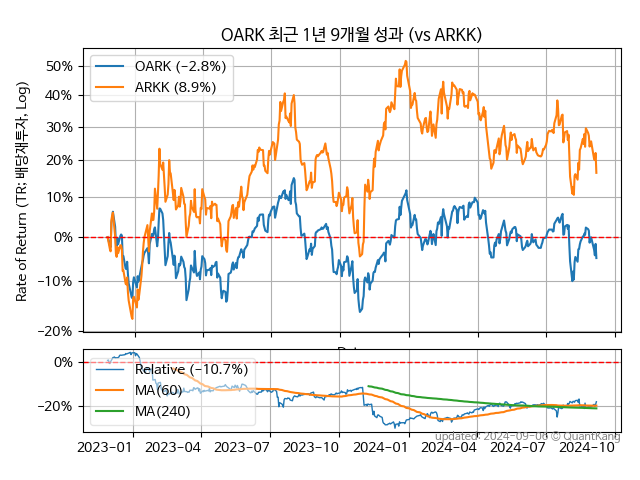 OARK 최근 1년 9개월 성과 (vs ARKK)
Rate of Return (TR: 배당재투자, Log)
50%
40%
30%
20%
10%
0%
−10%
−20%
OARK (−2.8%)
ARKK (8.9%)
0%
−20%
Relative (−10.7%)
MA(60)
MA(240)
updated: 2024-09-06 © QuantKang
2023−01 2023−04 2023−07 2023−10 2024−01 2024−04 2024−07 2024−10